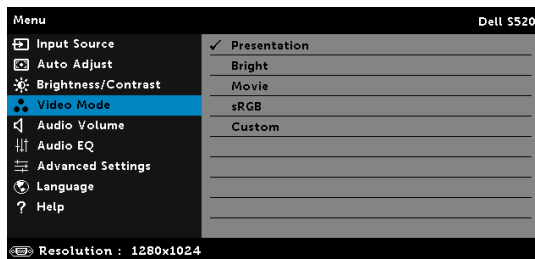 Menu Dell S520
Input Source
Auto Adjust
Brightness/Contrast
Video Mode
Audio Volume
Audio EQ
Advanced Settings
Language
? Help
✓ Presentation
Bright
Movie
sRGB
Custom
Resolution : 1280x1024